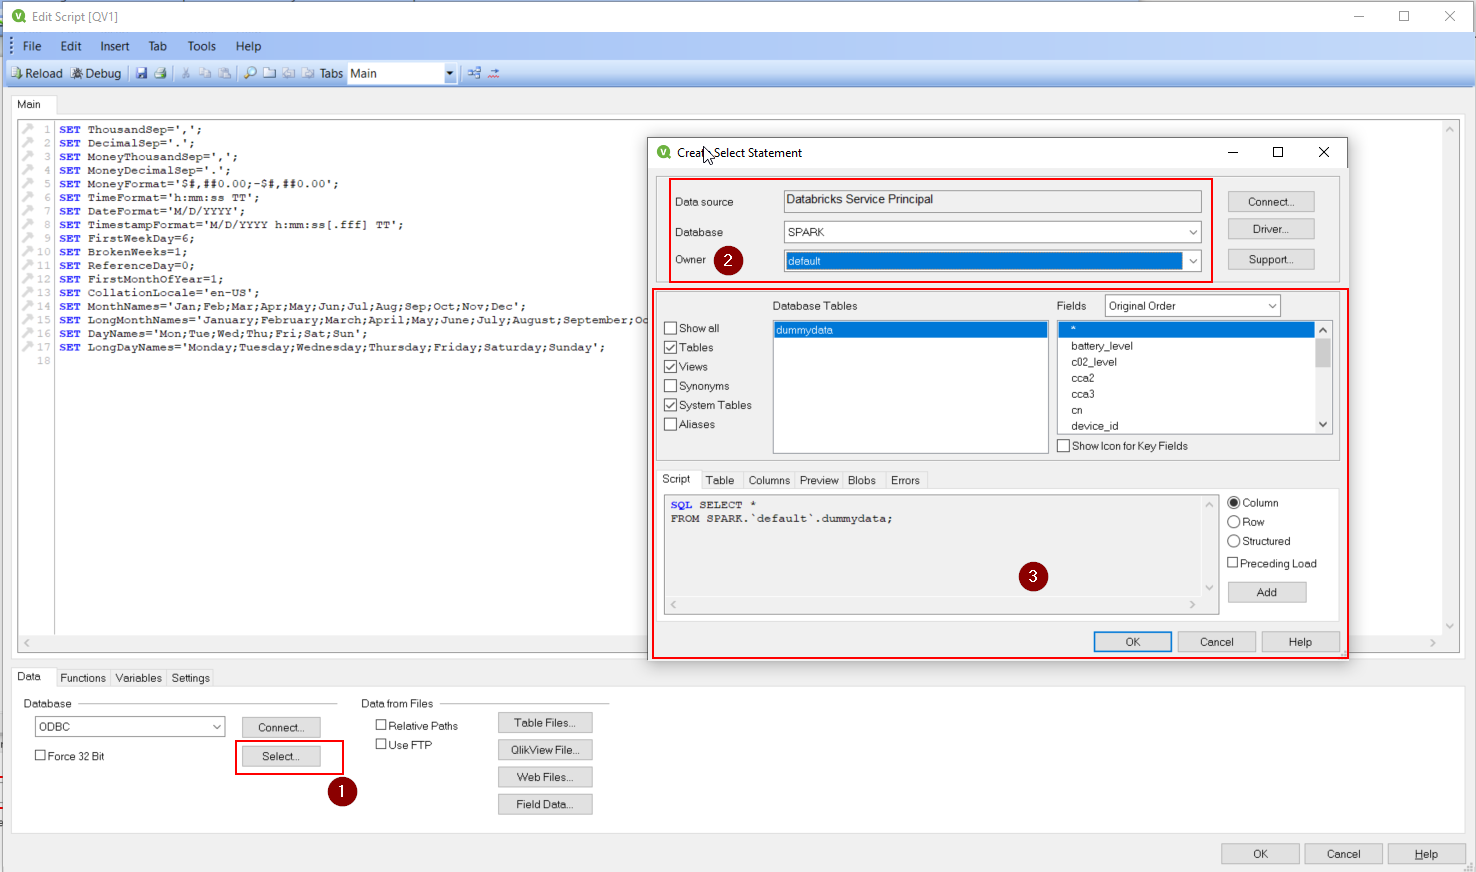 Edit Script [QV1]
File Edit Insert Tab Tools Help
Reload Debug Tabs Main
Main
1 SET ThousandSep=',';
2 SET DecimalSep='.';
3 SET MoneyThousandSep=',';
4 SET MoneyDecimalSep='.';
5 SET MoneyFormat='$#,##0.00;-$#,##0.00';
6 SET TimeFormat='h:mm:ss TT';
7 SET DateFormat='M/D/YYYY';
8 SET TimestampFormat='M/D/YYYY h:mm:ss[.fff] TT';
9 SET FirstWeekDay=6;
10 SET BrokenWeeks=1;
11 SET ReferenceDay=0;
12 SET FirstMonthOfYear=1;
13 SET CollationLocale='en-US';
14 SET MonthNames='Jan;Feb;Mar;Apr;May;Jun;Jul;Aug;Sep;Oct;Nov;Dec';
15 SET LongMonthNames='January;February;March;April;May;June;July;August;September;Oc
16 SET DayNames='Mon;Tue;Wed;Thu;Fri;Sat;Sun';
17 SET LongDayNames='Monday;Tuesday;Wednesday;Thursday;Friday;Saturday;Sunday';
18
Select Statement
Data source Databricks Service Principal Connect...
Database SPARK Driver...
Owner 2 default Support...
Database Tables Fields Original Order
Show all
Tables
Views
Synonyms
System Tables
Aliases
dummydata
*
battery_level
c02_level
cca2
cca3
cn
device_id
Show Icon for Key Fields
Script Table Columns Preview Blobs Errors
SQL SELECT *
FROM SPARK.`default`.dummydata;
3
Column
Row
Structured
Preceding Load
Add
OK Cancel Help
Data Functions Variables Settings
Database
ODBC Connect...
Force 32 Bit Select...
1
Data from Files
Relative Paths
Use FTP
Table Files...
QlikView File...
Web Files...
Field Data...
OK Cancel Help